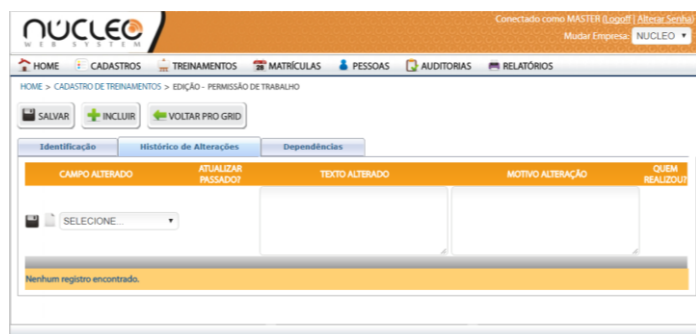 NÚCLEO
WEB SYSTEM
Conectado como MASTER (Logoff | Alterar Senha)
Mudar Empresa: NUCLEO
HOME CADASTROS TREINAMENTOS MATRÍCULAS PESSOAS AUDITORIAS RELATÓRIOS
HOME > CADASTRO DE TREINAMENTOS > EDIÇÃO - PERMISSÃO DE TRABALHO
SALVAR INCLUIR VOLTAR PRO GRID
Identificação Histórico de Alterações Dependências
CAMPO ALTERADO ATUALIZAR PASSADO? TEXTO ALTERADO MOTIVO ALTERAÇÃO QUEM REALIZOU?
SELECIONE...
Nenhum registro encontrado.